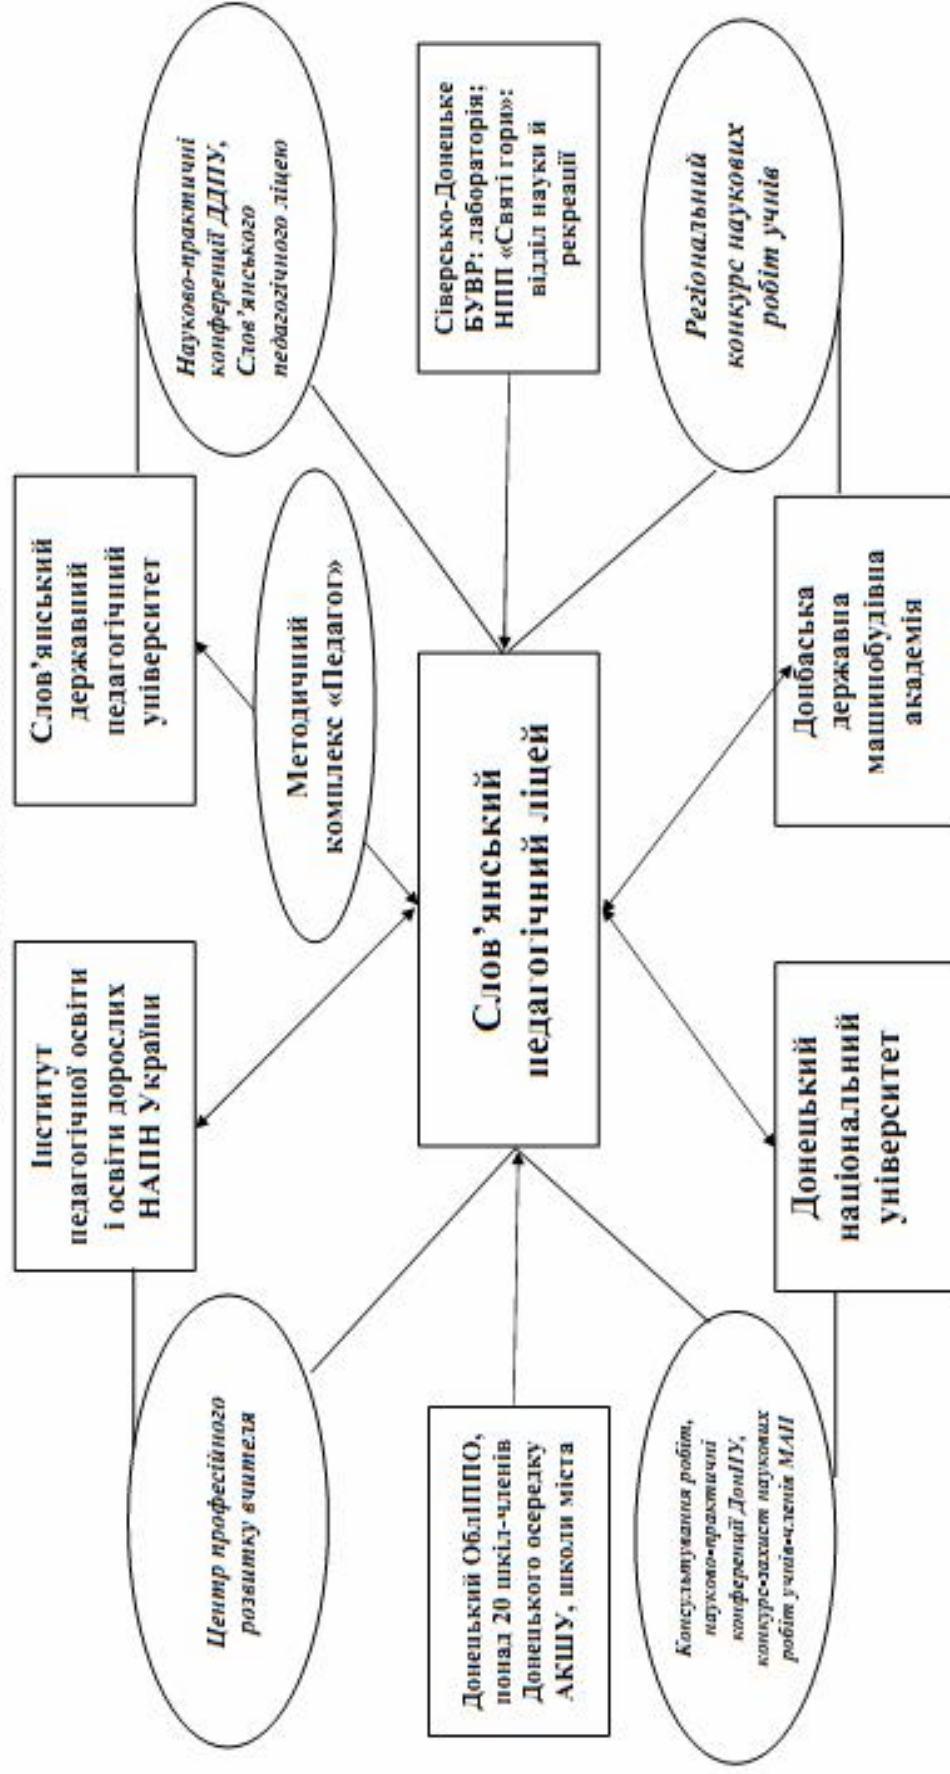 Центр професійного
розвитку вчителя
Інститут
педагогічної освіти
і освіти дорослих
НАПН України
Слов’янський
державний
педагогічний
університет
Науково-практичні
конференції ДДПУ,
Слов’янського
педагогічного ліцею
Методичний
комплекс «Педагог»
Донецький ОблІППО,
понад 20 шкіл-членів
Донецького осередку
АКШУ, школи міста
Слов’янський
педагогічний ліцей
Сіверсько-Донецьке
БУВР: лабораторія;
НПП «Святі гори»:
відділ науки й
рекреації
Консультування робіт,
науково-практичні
конференції ДонНУ,
конкурс-захист наукових
робіт учнів-членів МАН
Донецький
національний
університет
Донбаська
державна
машинобудівна
академія
Регіональний
конкурс наукових
робіт учнів